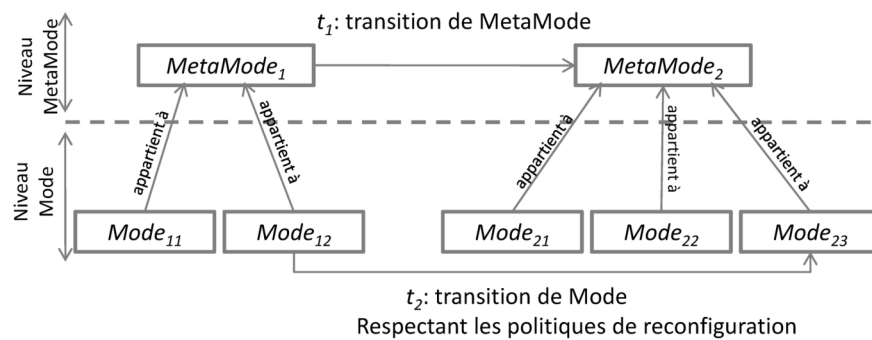 t1: transition de MetaMode
Niveau
MetaMode
MetaMode1
MetaMode2
appartient à
appartient à
appartient à
appartient à
appartient à
Niveau
Mode
Mode11
Mode12
Mode21
Mode22
Mode23
t2: transition de Mode
Respectant les politiques de reconfiguration